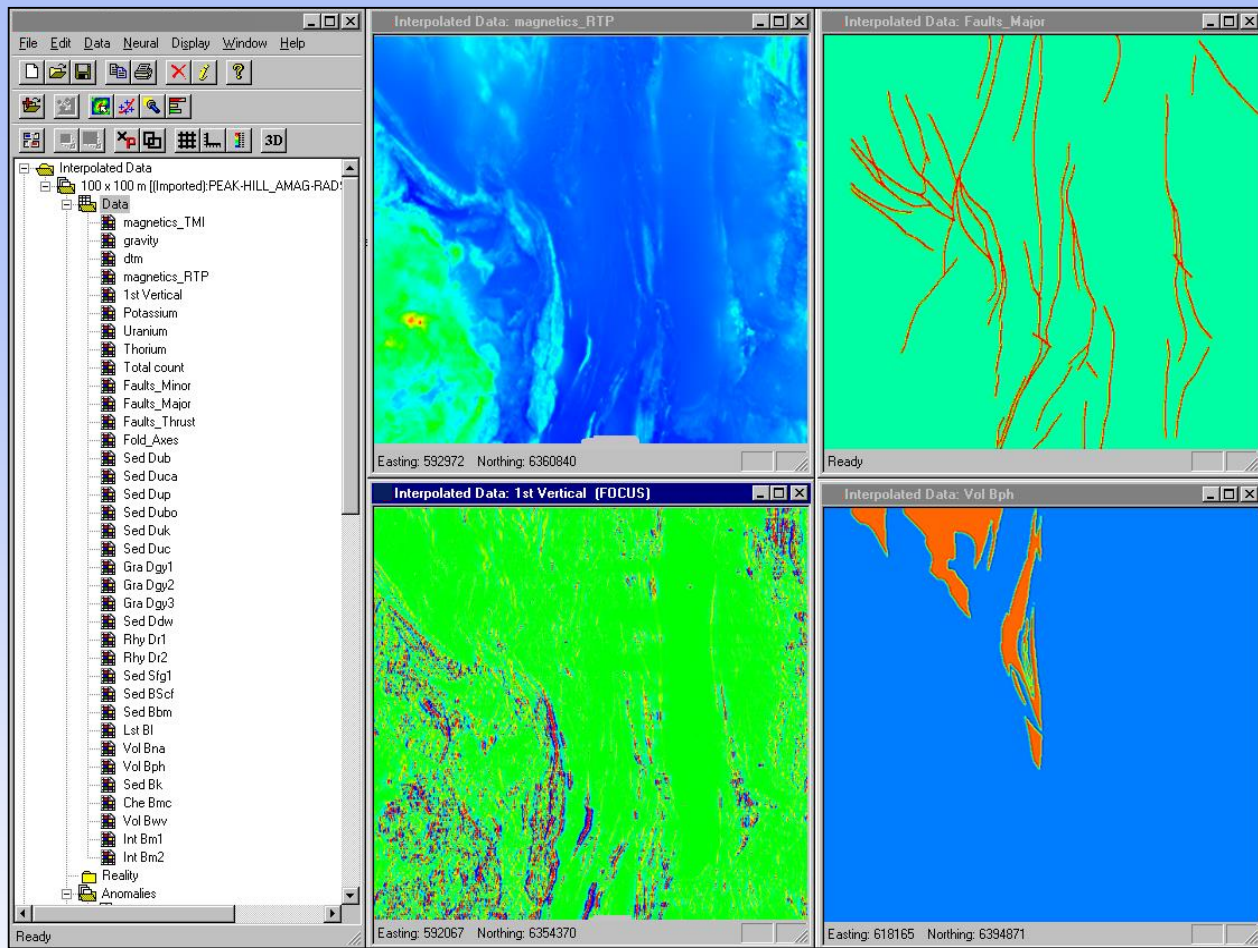 File Edit Data Neural Display Window Help
3D
Interpolated Data
100 x 100 m [(Imported):PEAK-HILL_AMAG-RADS
Data
magnetics_TMI
gravity
dtm
magnetics_RTP
1st Vertical
Potassium
Uranium
Thorium
Total count
Faults_Minor
Faults_Major
Faults_Thrust
Fold_Axes
Sed Dub
Sed Duca
Sed Dup
Sed Dubo
Sed Duk
Sed Duc
Gra Dgy1
Gra Dgy2
Gra Dgy3
Sed Ddw
Rhy Dr1
Rhy Dr2
Sed Sfg1
Sed BScf
Sed Bbm
Lst Bl
Vol Bna
Vol Bph
Sed Bk
Che Bmc
Vol Bwv
Int Bm1
Int Bm2
Reality
Anomalies
Ready
Interpolated Data: magnetics_RTP
Easting: 592972 Northing: 6360840
Interpolated Data: Faults_Major
Ready
Interpolated Data: 1st Vertical (FOCUS)
Easting: 592067 Northing: 6354370
Interpolated Data: Vol Bph
Easting: 618165 Northing: 6394871